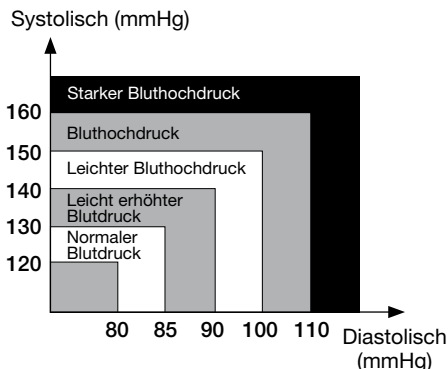 Systolisch (mmHg)
Starker Bluthochdruck
160
Bluthochdruck
150
Leichter Bluthochdruck
140
Leicht erhöhter
Blutdruck
130
Normaler
Blutdruck
120
80 85 90 100 110
Diastolisch
(mmHg)